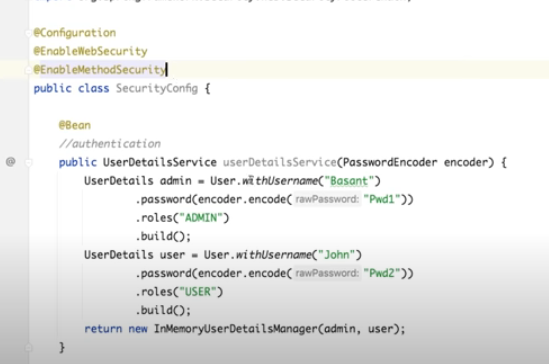 @Configuration
@EnableWebSecurity
@EnableMethodSecurity
public class SecurityConfig {
@Bean
//authentication
@ public UserDetailsService userDetailsService(PasswordEncoder encoder) {
UserDetails admin = User.withUsername("Basant")
.password(encoder.encode( rawPassword: "Pwd1"))
.roles("ADMIN")
.build();
UserDetails user = User.withUsername("John")
.password(encoder.encode( rawPassword: "Pwd2"))
.roles("USER")
.build();
return new InMemoryUserDetailsManager(admin, user);
}